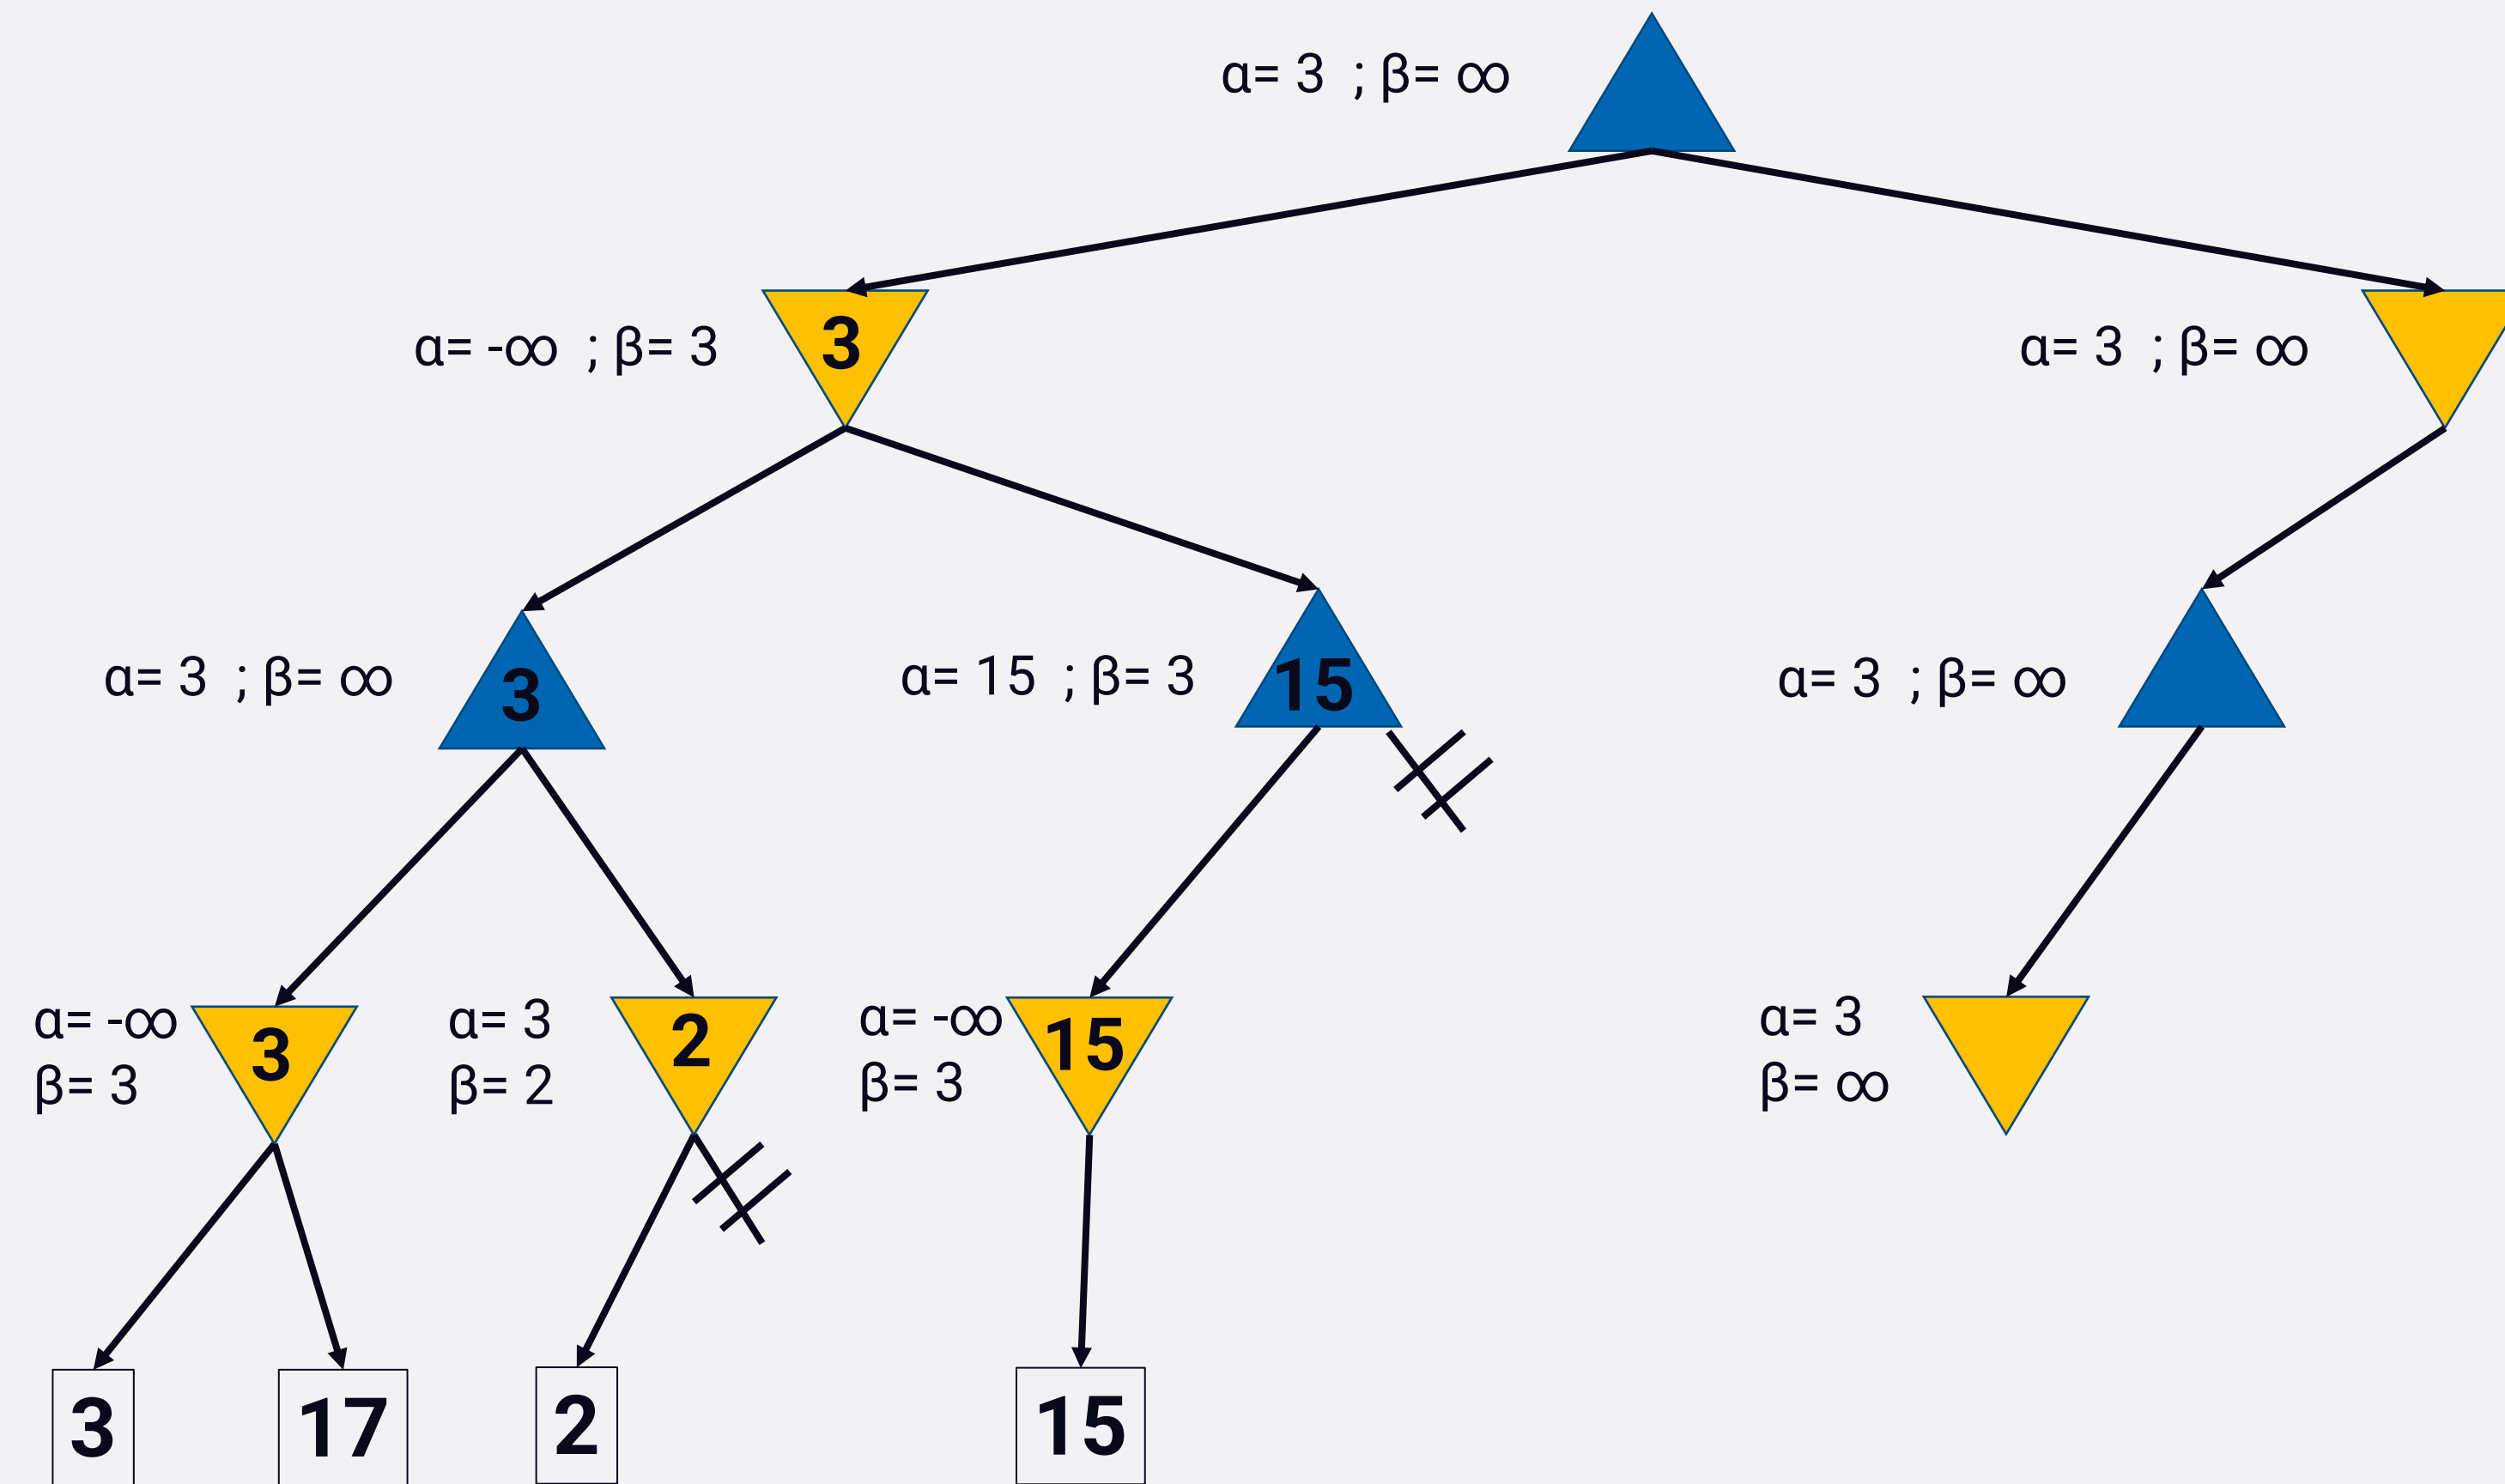 α= 3 ; β= ∞
α= -∞ ; β= 3
3
α= 3 ; β= ∞
α= 3 ; β= ∞
3
α= 15 ; β= 3
15
α= 3 ; β= ∞
α= -∞
β= 3
3
α= 3
β= 2
2
α= -∞
β= 3
15
α= 3
β= ∞
3
17
2
15